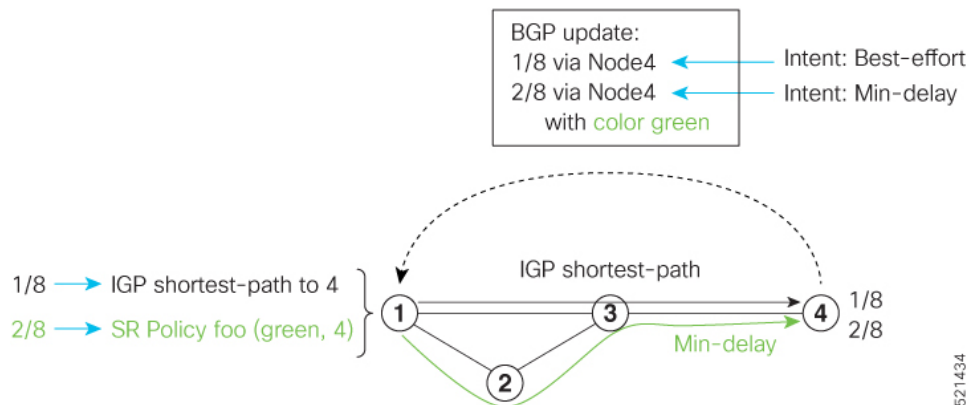 BGP update:
1/8 via Node4
Intent: Best-effort
2/8 via Node4
Intent: Min-delay
with color green
1/8
IGP shortest-path to 4
2/8
SR Policy foo (green, 4)
IGP shortest-path
1
3
4
1/8
2/8
Min-delay
2
521434